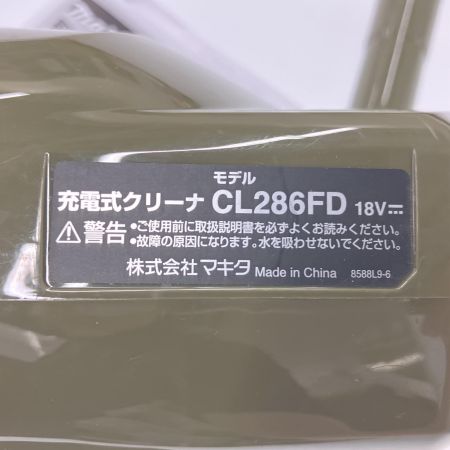 モデル
充電式クリーナ CL286FD 18V⎓
⚠警告 •ご使用前に取扱説明書を必ずよくお読みください。
•故障の原因になります。水を吸わせないでください。
株式会社マキタ Made in China 8588L9-6